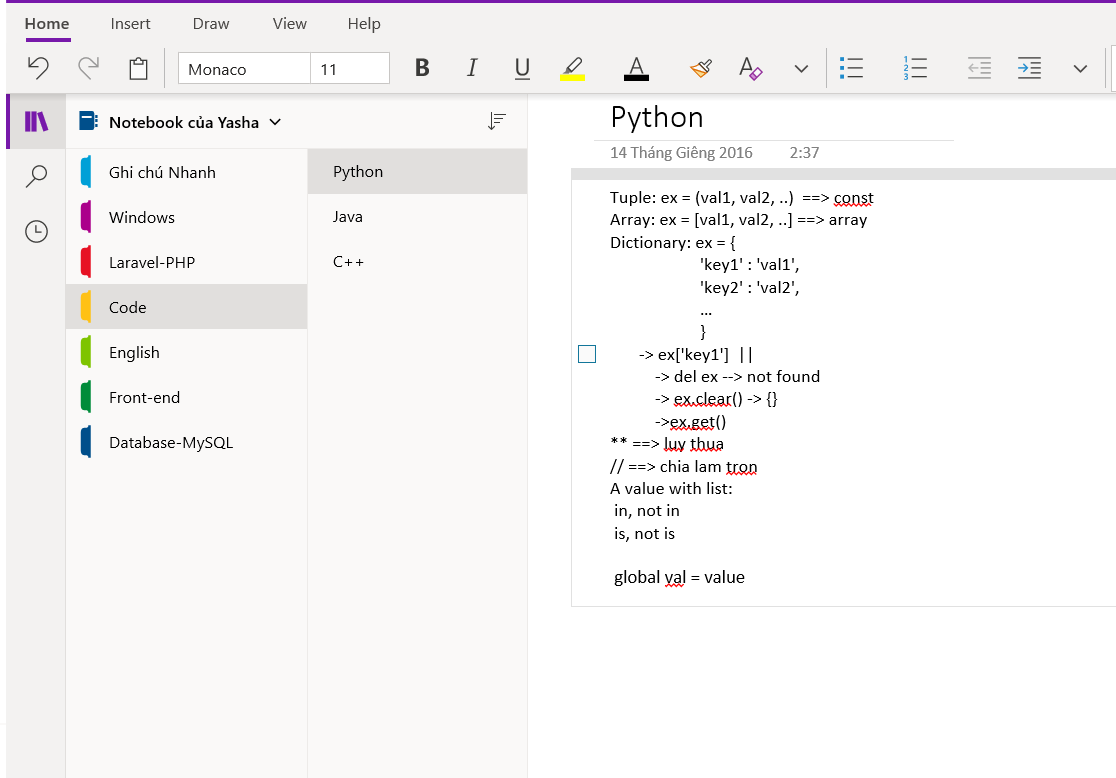 Home Insert Draw View Help
Monaco 11 B I U A A
1
2
3
Notebook của Yasha
Ghi chú Nhanh
Windows
Laravel-PHP
Code
English
Front-end
Database-MySQL
Python
Java
C++
Python
14 Tháng Giêng 2016 2:37
Tuple: ex = (val1, val2, ..) ==> const
Array: ex = [val1, val2, ..] ==> array
Dictionary: ex = {
'key1' : 'val1',
'key2' : 'val2',
...
}
-> ex['key1'] ||
-> del ex --> not found
-> ex.clear() -> {}
->ex.get()
** ==> luy thua
// ==> chia lam tron
A value with list:
in, not in
is, not is
global val = value